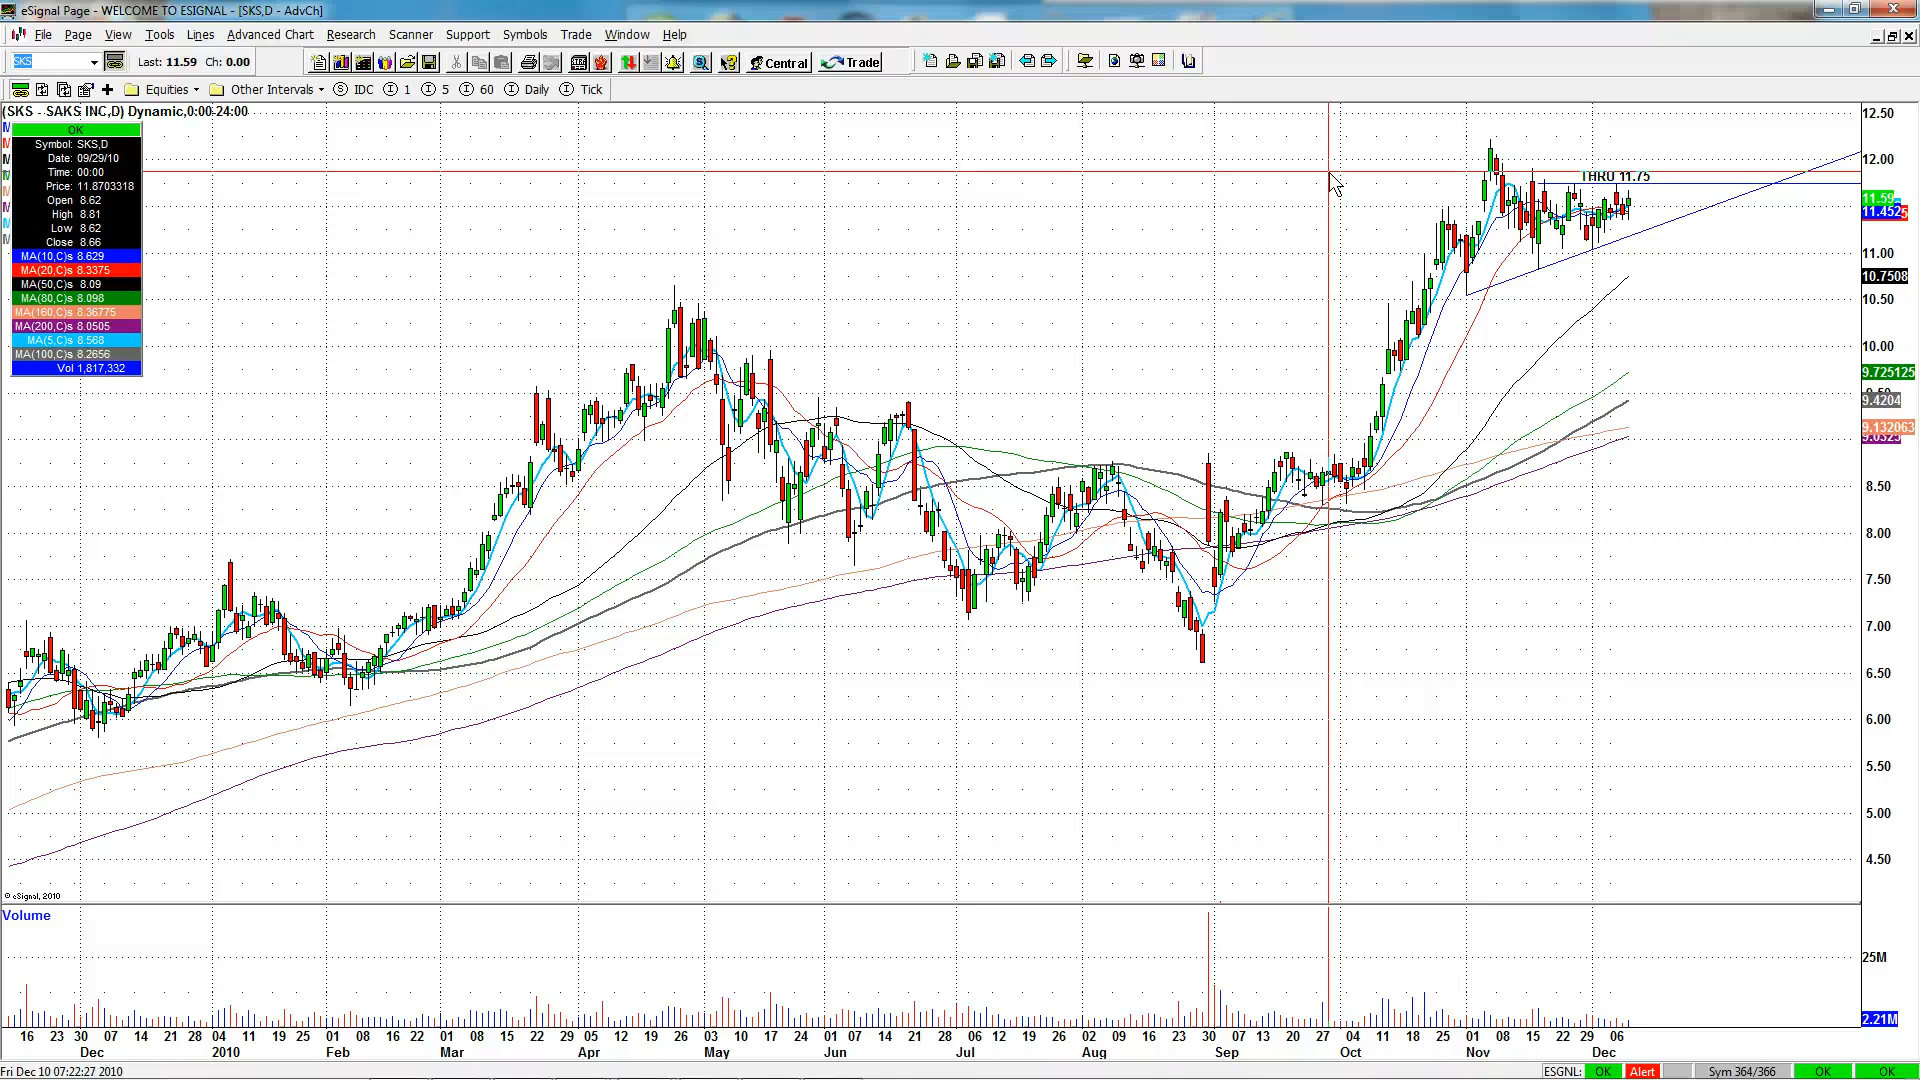 eSignal Page - WELCOME TO ESIGNAL - [SKS,D - AdvCh]
File Page View Tools Lines Advanced Chart Research Scanner Support Symbols Trade Window Help
SKS Last: 11.59 Ch: 0.00 Central Trade
Equities Other Intervals IDC 1 5 60 Daily Tick
(SKS - SAKS INC,D) Dynamic,0:00-24:00
OK
Symbol: SKS,D
Date: 09/29/10
Time: 00:00
Price: 11.8703318
Open 8.62
High 8.81
Low 8.62
Close 8.66
MA(10,C)s 8.629
MA(20,C)s 8.3375
MA(50,C)s 8.09
MA(80,C)s 8.098
MA(160,C)s 8.36775
MA(200,C)s 8.0505
MA(5,C)s 8.568
MA(100,C)s 8.2656
Vol 1,817,332
THRU 11.75
12.50
12.00
11.59
11.452
11.00
10.7508
10.50
10.00
9.725125
9.50
9.4204
9.132063
8.50
8.00
7.50
7.00
6.50
6.00
5.50
5.00
4.50
© eSignal, 2010
Volume
25M
2.21M
16 23 30 07 14 21 28 04 11 19 25 01 08 16 22 01 08 15 22 29 05 12 19 26 03 10 17 24 01 07 14 21 28 06 12 19 26 02 09 16 23 30 07 13 20 27 04 11 18 25 01 08 15 22 29 06
Dec 2010 Feb Mar Apr May Jun Jul Aug Sep Oct Nov Dec
Fri Dec 10 07:22:27 2010 ESGNL: OK Alert Sym 364/366 OK OK